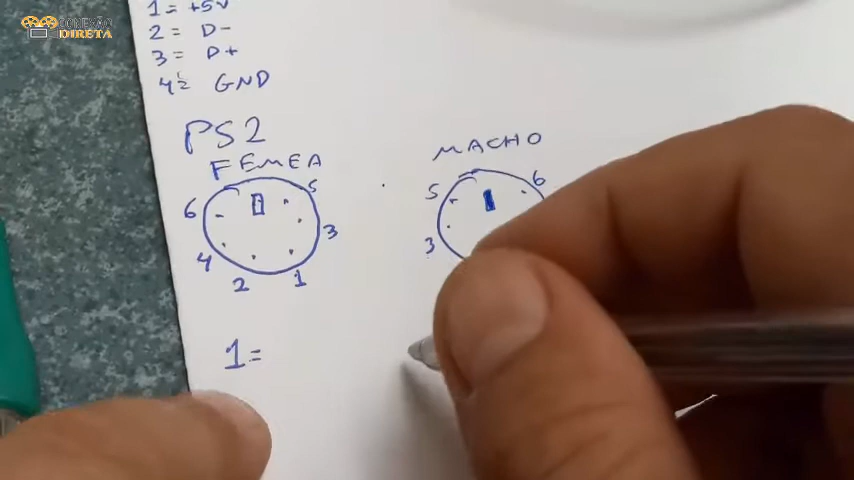 CONEXÃO
DIRETA
1 = +5V
2 = D-
3 = D+
4 = GND
PS2
FEMEA
MACHO
6 5
4 3
2 1
5 6
3
1 =